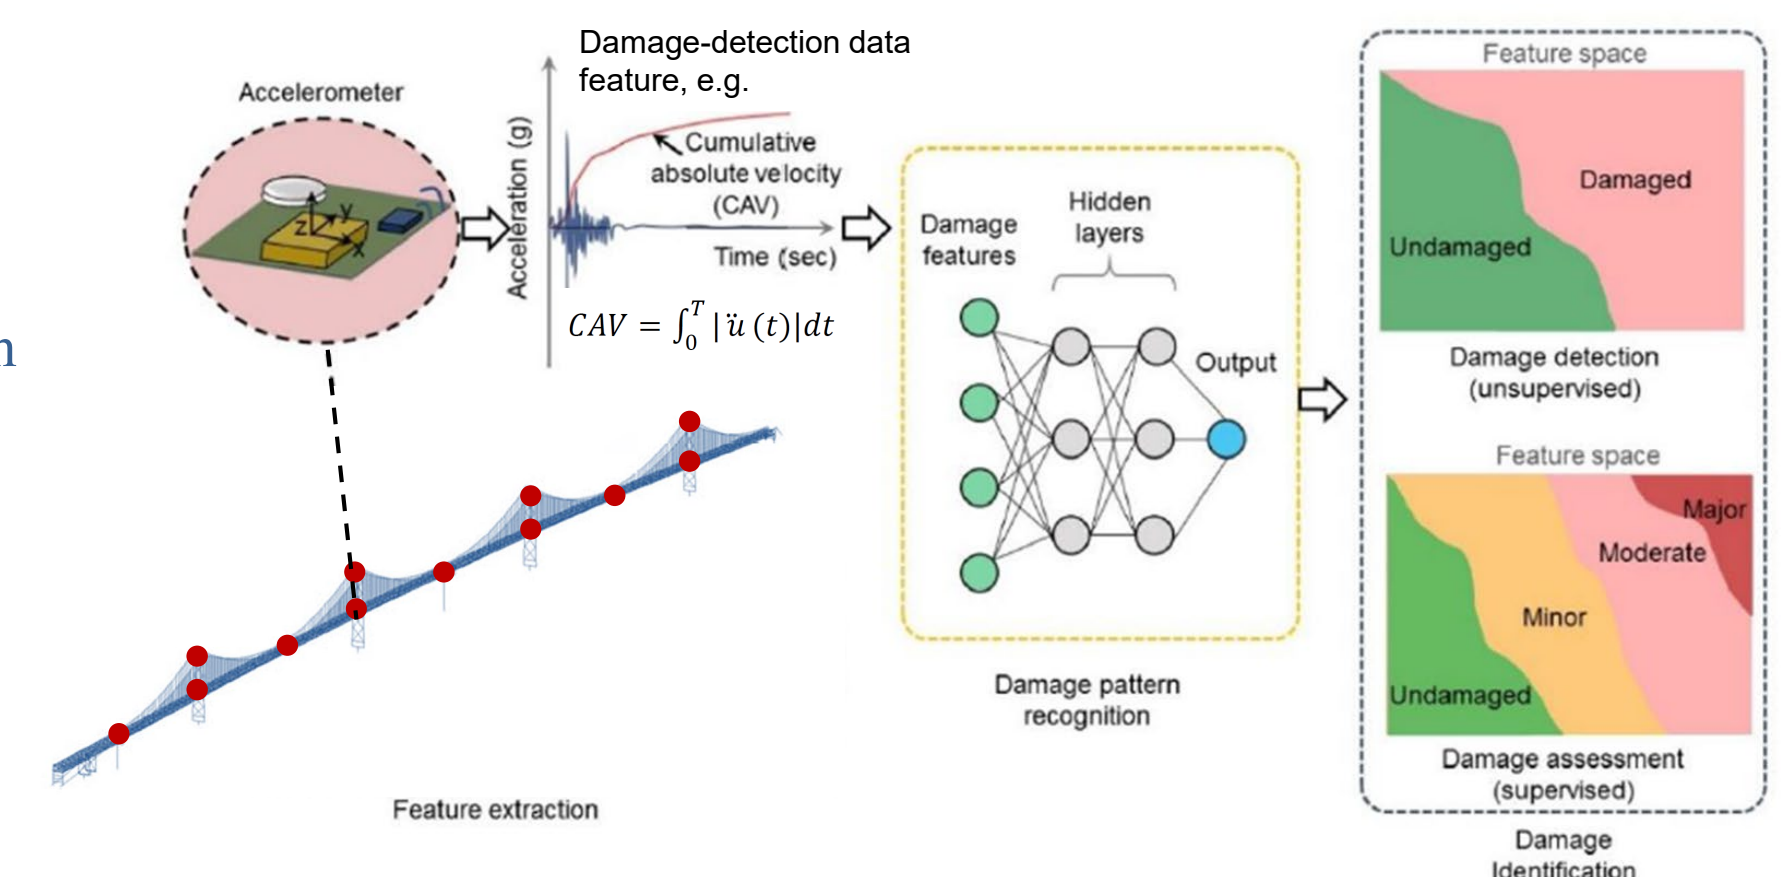 n
Accelerometer
Z
y
x
Damage-detection data
feature, e.g.
Acceleration (g)
Cumulative
absolute velocity
(CAV)
Time (sec)
CAV = ∫₀ᵀ |ü (t)|dt
Feature extraction
Damage
features
Hidden
layers
Output
Damage pattern
recognition
Feature space
Damaged
Undamaged
Damage detection
(unsupervised)
Feature space
Major
Moderate
Minor
Undamaged
Damage assessment
(supervised)
Damage
Identification